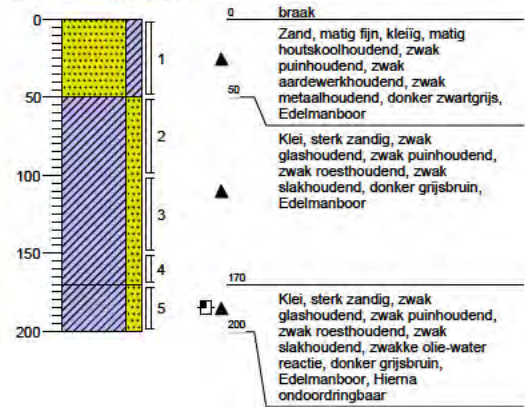 0
braak
0
Zand, matig fijn, kleiïg, matig
houtskoolhoudend, zwak
puinhoudend, zwak
aardewerkhoudend, zwak
metaalhoudend, donker zwartgrijs,
Edelmanboor
1
50
50
Klei, sterk zandig, zwak
glashoudend, zwak puinhoudend,
zwak roesthoudend, zwak
slakhoudend, donker grijsbruin,
Edelmanboor
2
100
3
150
4
170
Klei, sterk zandig, zwak
glashoudend, zwak puinhoudend,
zwak roesthoudend, zwak
slakhoudend, zwakke olie-water
reactie, donker grijsbruin,
Edelmanboor, Hierna
ondoordringbaar
5
200
200